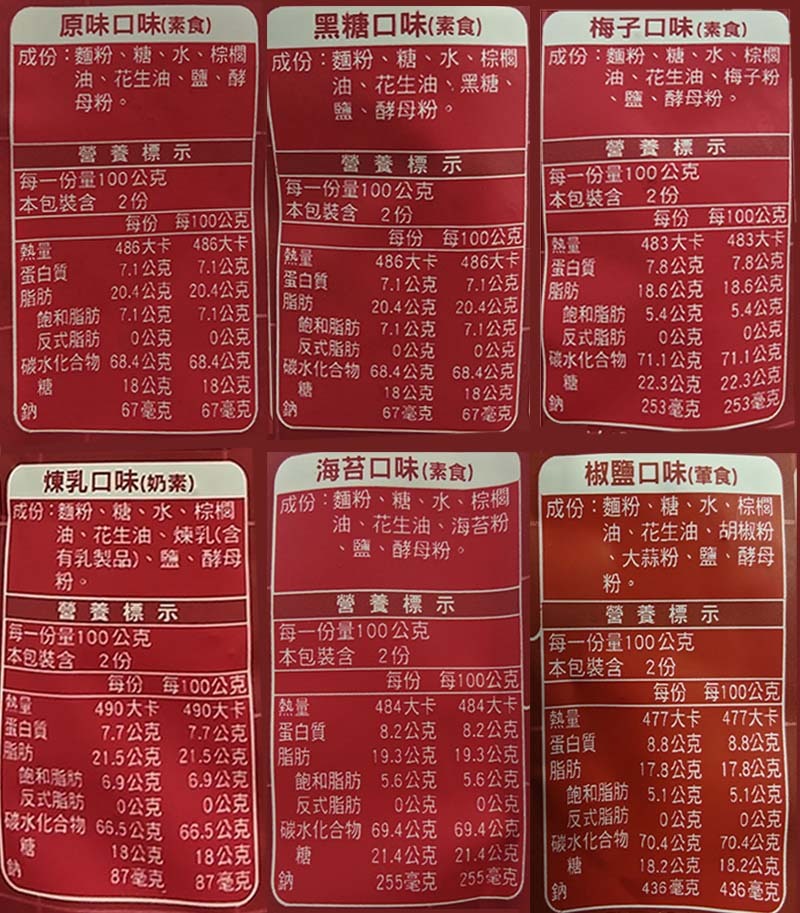 原味口味(素食)
成份：麵粉、糖、水、棕櫚
油、花生油、鹽、酵
母粉。
營養標示
每一份量100公克
本包裝含 2份
每份 每100公克
熱量 486大卡 486大卡
蛋白質 7.1公克 7.1公克
脂肪 20.4公克 20.4公克
飽和脂肪 7.1公克 7.1公克
反式脂肪 0公克 0公克
碳水化合物 68.4公克 68.4公克
糖 18公克 18公克
鈉 67毫克 67毫克
黑糖口味(素食)
成份：麵粉、糖、水、棕櫚
油、花生油、黑糖、
鹽、酵母粉。
營養標示
每一份量100公克
本包裝含 2份
每份 每100公克
熱量 486大卡 486大卡
蛋白質 7.1公克 7.1公克
脂肪 20.4公克 20.4公克
飽和脂肪 7.1公克 7.1公克
反式脂肪 0公克 0公克
碳水化合物 68.4公克 68.4公克
糖 18公克 18公克
鈉 67毫克 67毫克
梅子口味(素食)
成份：麵粉、糖、水、棕櫚
油、花生油、梅子粉
、鹽、酵母粉。
營養標示
每一份量100公克
本包裝含 2份
每份 每100公克
熱量 483大卡 483大卡
蛋白質 7.8公克 7.8公克
脂肪 18.6公克 18.6公克
飽和脂肪 5.4公克 5.4公克
反式脂肪 0公克 0公克
碳水化合物 71.1公克 71.1公克
糖 22.3公克 22.3公克
鈉 253毫克 253毫克
煉乳口味(奶素)
成份：麵粉、糖、水、棕櫚
油、花生油、煉乳(含
有乳製品)、鹽、酵母
粉。
營養標示
每一份量100公克
本包裝含 2份
每份 每100公克
熱量 490大卡 490大卡
蛋白質 7.7公克 7.7公克
脂肪 21.5公克 21.5公克
飽和脂肪 6.9公克 6.9公克
反式脂肪 0公克 0公克
碳水化合物 66.5公克 66.5公克
糖 18公克 18公克
鈉 87毫克 87毫克
海苔口味(素食)
成份：麵粉、糖、水、棕櫚
油、花生油、海苔粉
、鹽、酵母粉。
營養標示
每一份量100公克
本包裝含 2份
每份 每100公克
熱量 484大卡 484大卡
蛋白質 8.2公克 8.2公克
脂肪 19.3公克 19.3公克
飽和脂肪 5.6公克 5.6公克
反式脂肪 0公克 0公克
碳水化合物 69.4公克 69.4公克
糖 21.4公克 21.4公克
鈉 255毫克 255毫克
椒鹽口味(葷食)
成份：麵粉、糖、水、棕櫚
油、花生油、胡椒粉
、大蒜粉、鹽、酵母
粉。
營養標示
每一份量100公克
本包裝含 2份
每份 每100公克
熱量 477大卡 477大卡
蛋白質 8.8公克 8.8公克
脂肪 17.8公克 17.8公克
飽和脂肪 5.1公克 5.1公克
反式脂肪 0公克 0公克
碳水化合物 70.4公克 70.4公克
糖 18.2公克 18.2公克
鈉 436毫克 436毫克